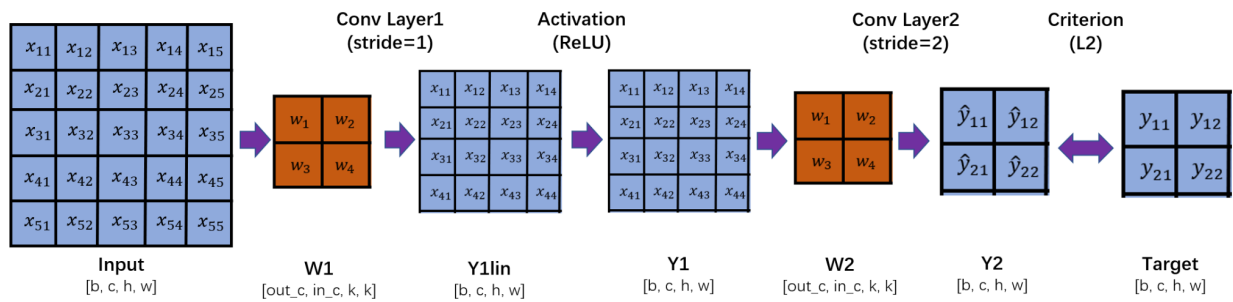 Conv Layer1
(stride=1)
Activation
(ReLU)
Conv Layer2
(stride=2)
Criterion
(L2)
x₁₁ x₁₂ x₁₃ x₁₄ x₁₅
x₂₁ x₂₂ x₂₃ x₂₄ x₂₅
x₃₁ x₃₂ x₃₃ x₃₄ x₃₅
x₄₁ x₄₂ x₄₃ x₄₄ x₄₅
x₅₁ x₅₂ x₅₃ x₅₄ x₅₅
w₁ w₂
w₃ w₄
x₁₁ x₁₂ x₁₃ x₁₄
x₂₁ x₂₂ x₂₃ x₂₄
x₃₁ x₃₂ x₃₃ x₃₄
x₄₁ x₄₂ x₄₃ x₄₄
x₁₁ x₁₂ x₁₃ x₁₄
x₂₁ x₂₂ x₂₃ x₂₄
x₃₁ x₃₂ x₃₃ x₃₄
x₄₁ x₄₂ x₄₃ x₄₄
w₁ w₂
w₃ w₄
ŷ₁₁ ŷ₁₂
ŷ₂₁ ŷ₂₂
y₁₁ y₁₂
y₂₁ y₂₂
Input
[b, c, h, w]
W1
[out_c, in_c, k, k]
Y1lin
[b, c, h, w]
Y1
[b, c, h, w]
W2
[out_c, in_c, k, k]
Y2
[b, c, h, w]
Target
[b, c, h, w]